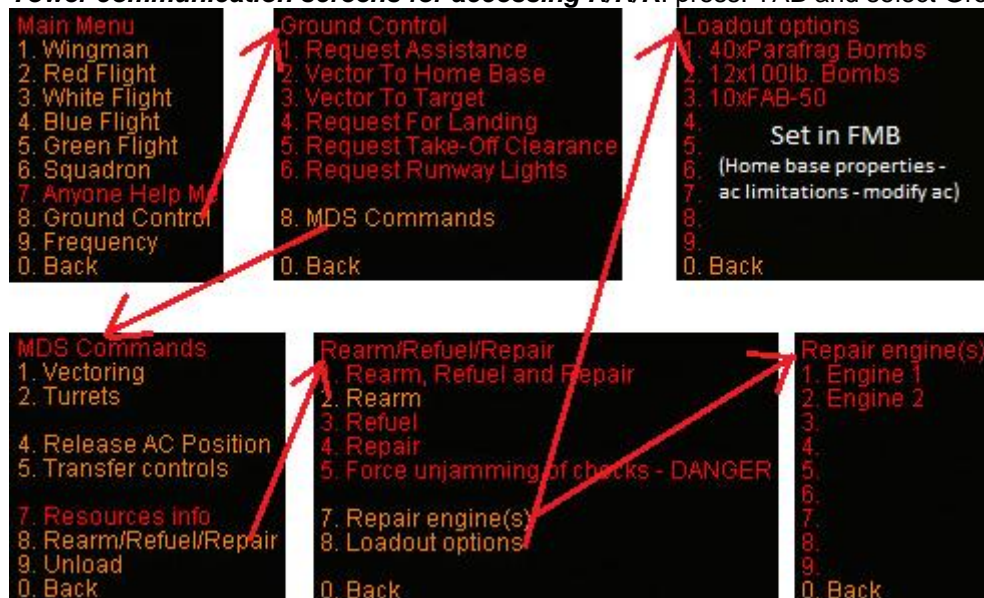 Tower communication screens for accessing R/R/R: press: TAB and select Gro
Main Menu
1. Wingman
2. Red Flight
3. White Flight
4. Blue Flight
5. Green Flight
6. Squadron
7. Anyone Help Me
8. Ground Control
9. Frequency
0. Back
Ground Control
1. Request Assistance
2. Vector To Home Base
3. Vector To Target
4. Request For Landing
5. Request Take-Off Clearance
6. Request Runway Lights
8. MDS Commands
0. Back
Loadout options
1. 40xParafrag Bombs
2. 12x100lb. Bombs
3. 10xFAB-50
4.
5.
6.
7.
8.
9.
0. Back
Set in FMB
(Home base properties -
ac limitations - modify ac)
MDS Commands
1. Vectoring
2. Turrets
4. Release AC Position
5. Transfer controls
7. Resources info
8. Rearm/Refuel/Repair
9. Unload
0. Back
Rearm/Refuel/Repair
1. Rearm, Refuel and Repair
2. Rearm
3. Refuel
4. Repair
5. Force unjamming of chocks - DANGER
7. Repair engine(s)
8. Loadout options
0. Back
Repair engine(s)
1. Engine 1
2. Engine 2
3.
4.
5.
6.
7.
8.
9.
0. Back